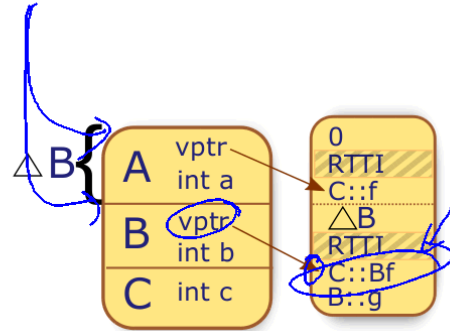 △B
A vptr
int a
B vptr
int b
C int c
0
RTTI
C::f
△B
RTTI
C::Bf
B::g